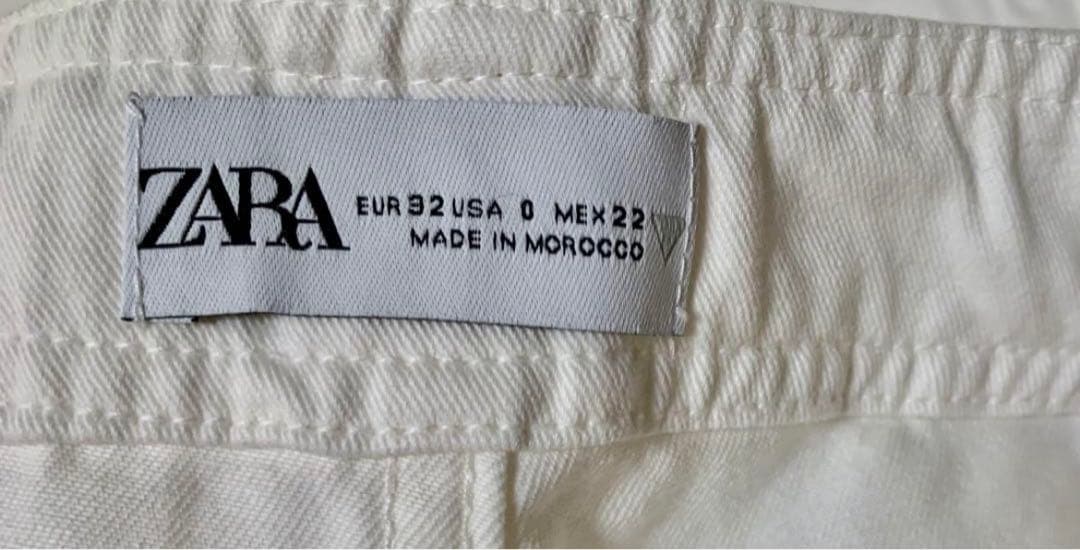 ZARA
EUR 32 USA 0 MEX 22
MADE IN MOROCCO